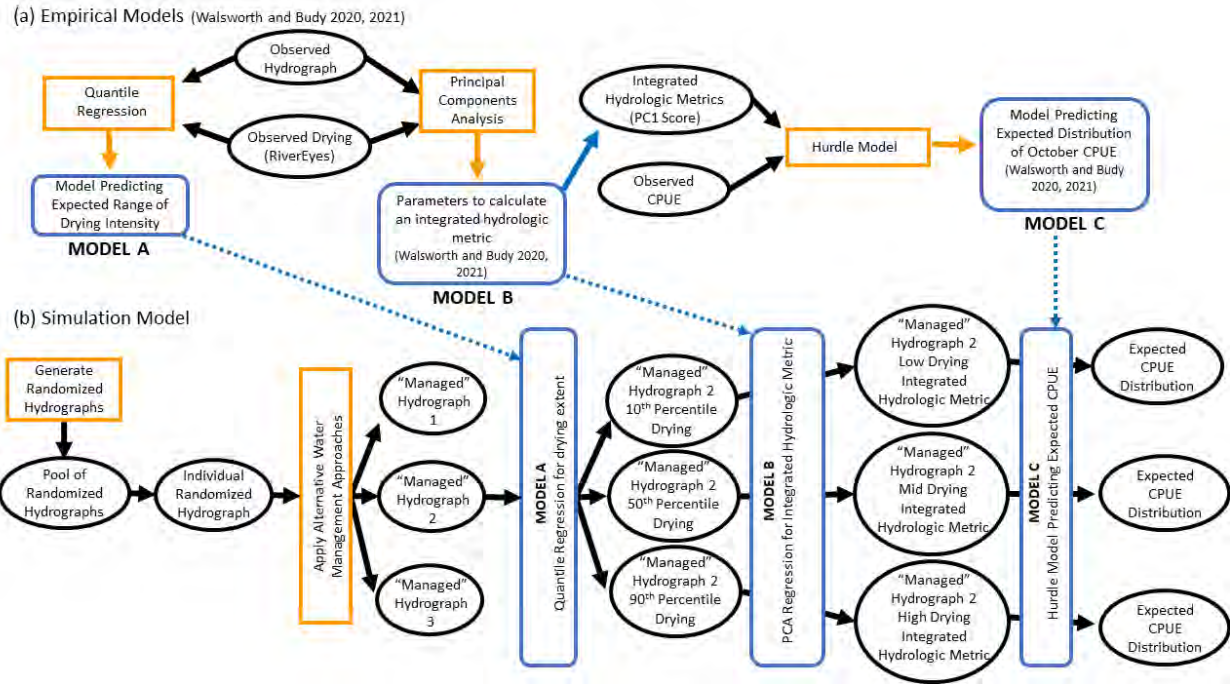 (a) Empirical Models (Walsworth and Budy 2020, 2021)
Observed
Hydrograph
Quantile
Regression
Principal
Components
Analysis
Observed Drying
(RiverEyes)
Integrated
Hydrologic Metrics
(PC1 Score)
Observed
CPUE
Hurdle Model
Model Predicting
Expected Distribution
of October CPUE
(Walsworth and Budy
2020, 2021)
MODEL C
Model Predicting
Expected Range of
Drying Intensity
MODEL A
Parameters to calculate
an integrated hydrologic
metric
(Walsworth and Budy 2020,
2021)
MODEL B
(b) Simulation Model
Generate
Randomized
Hydrographs
Pool of
Randomized
Hydrographs
Individual
Randomized
Hydrograph
Apply Alternative Water
Management Approaches
“Managed”
Hydrograph
1
“Managed”
Hydrograph
2
“Managed”
Hydrograph
3
MODEL A
Quantile Regression for drying extent
“Managed”
Hydrograph 2
10th Percentile
Drying
“Managed”
Hydrograph 2
50th Percentile
Drying
“Managed”
Hydrograph 2
90th Percentile
Drying
MODEL B
PCA Regression for Integrated Hydrologic Metric
“Managed”
Hydrograph 2
Low Drying
Integrated
Hydrologic Metric
“Managed”
Hydrograph 2
Mid Drying
Integrated
Hydrologic Metric
“Managed”
Hydrograph 2
High Drying
Integrated
Hydrologic Metric
MODEL C
Hurdle Model Predicting Expected CPUE
Expected
CPUE
Distribution
Expected
CPUE
Distribution
Expected
CPUE
Distribution